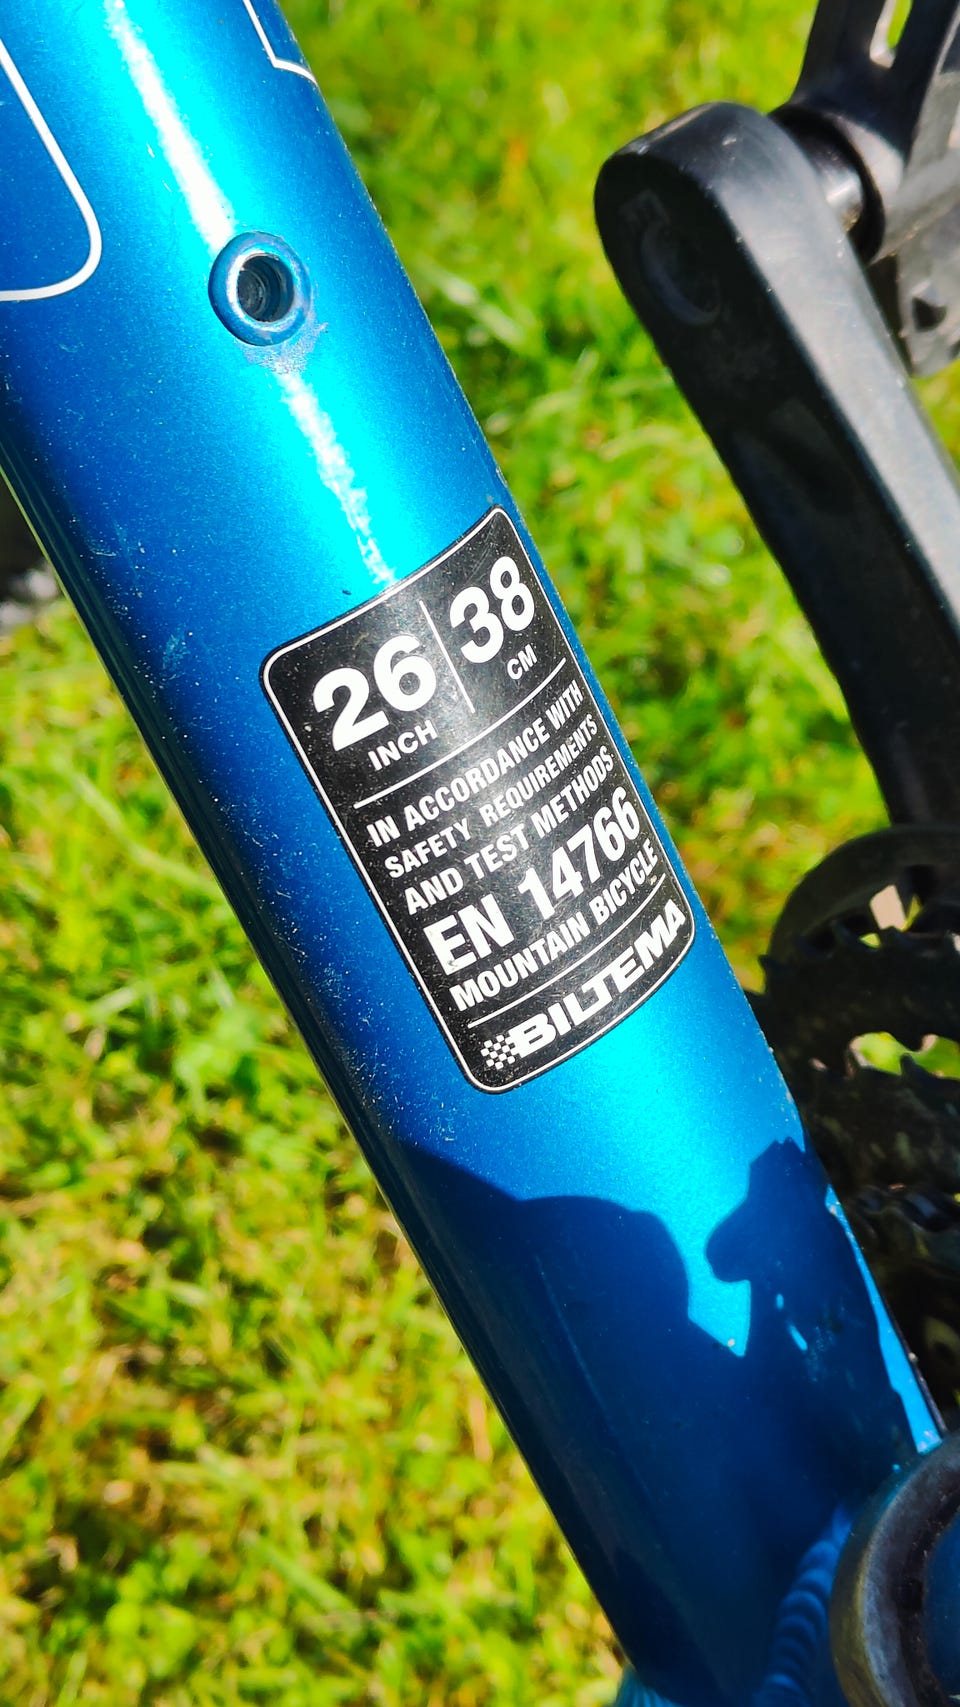 26 38
INCH CM
IN ACCORDANCE WITH
SAFETY REQUIREMENTS
AND TEST METHODS
EN 14766
MOUNTAIN BICYCLE
BILTEMA